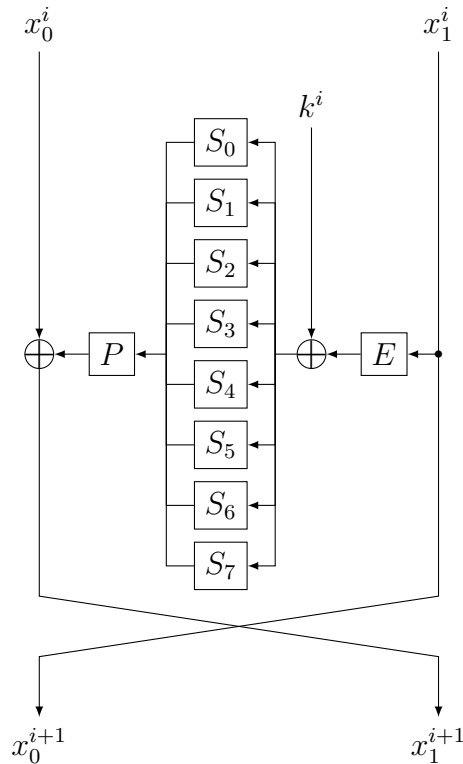 x_0^i x_1^i
k^i
S_0
S_1
S_2
S_3
P E
S_4
S_5
S_6
S_7
x_0^{i+1} x_1^{i+1}